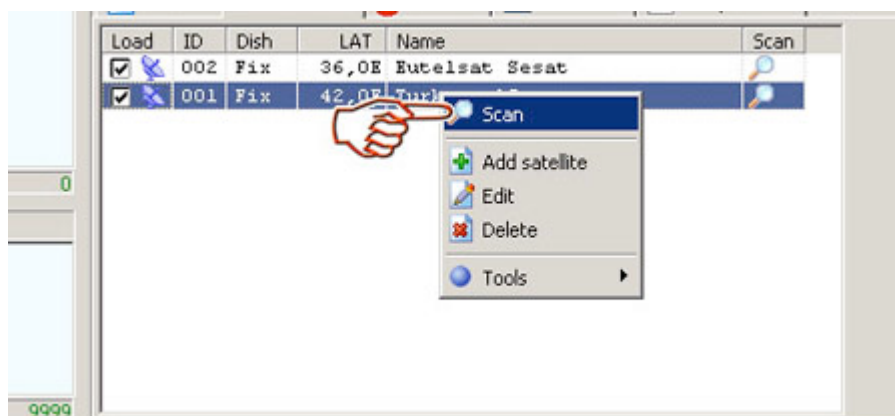 Load ID Dish LAT Name Scan
002 Fix 36,0E Eutelsat Sesat
001 Fix 42,0E
Scan
Add satellite
Edit
Delete
Tools
0
9999